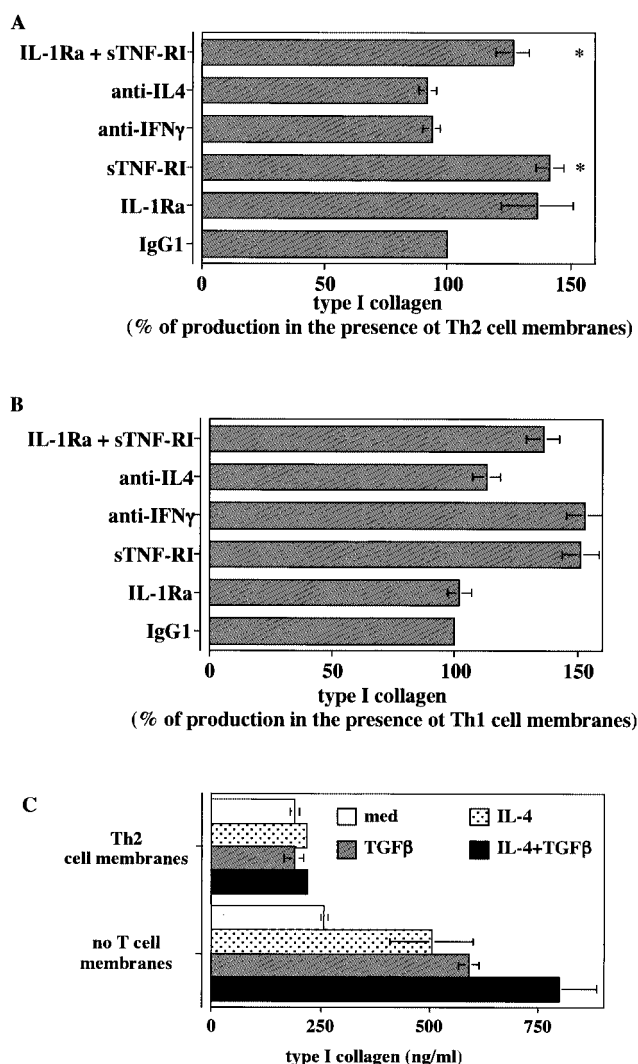 A
IL-1Ra + sTNF-RI
*
anti-IL4
anti-IFNγ
sTNF-RI
*
IL-1Ra
IgG1
0 50 100 150
type I collagen
(% of production in the presence ot Th2 cell membranes)
B
IL-1Ra + sTNF-RI
anti-IL4
anti-IFNγ
sTNF-RI
IL-1Ra
IgG1
0 50 100 150
type I collagen
(% of production in the presence ot Th1 cell membranes)
C
med IL-4
TGFβ IL-4+TGFβ
Th2
cell membranes
no T cell
membranes
0 250 500 750
type I collagen (ng/ml)